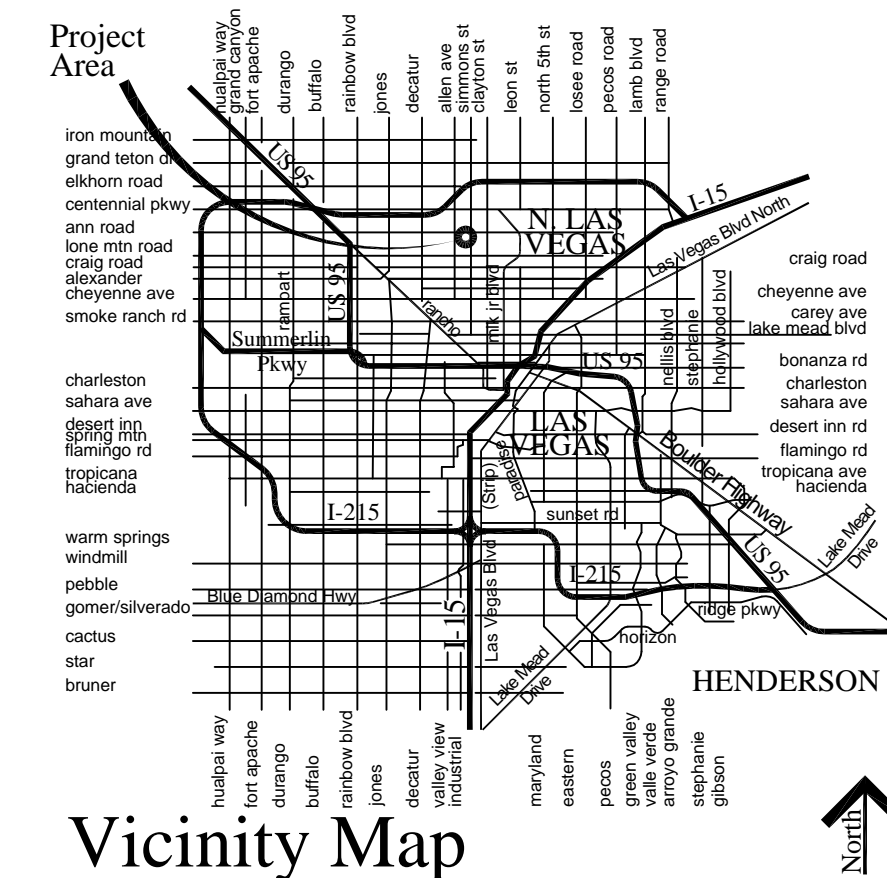 Project
Area
hualpai way
grand canyon
fort apache
durango
buffalo
rainbow blvd
jones
decatur
allen ave
simmons st
clayton st
leon st
north 5th st
losee road
pecos road
lamb blvd
range road
iron mountain
grand teton dr
elkhorn road
centennial pkwy
ann road
lone mtn road
craig road
alexander
cheyenne ave
smoke ranch rd
charleston
sahara ave
desert inn
spring mtn
flamingo rd
tropicana
hacienda
warm springs
windmill
pebble
gomer/silverado
cactus
star
bruner
US 95
I-15
N. LAS
VEGAS
Las Vegas Blvd North
US 95
rampart
rancho
mlk jr blvd
Summerlin
Pkwy
US 95
nellis blvd
stephanie
hollywood blvd
craig road
cheyenne ave
carey ave
lake mead blvd
bonanza rd
charleston
sahara ave
desert inn rd
flamingo rd
tropicana ave
hacienda
LAS
VEGAS
Boulder Highway
(Strip)
paradise
I-215
sunset rd
Lake Mead
Drive
US 95
I-215
Las Vegas Blvd
Blue Diamond Hwy
I-15
ridge pkwy
horizon
Lake Mead
Drive
HENDERSON
hualpai way
fort apache
durango
buffalo
rainbow blvd
jones
decatur
valley view
industrial
maryland
eastern
pecos
green valley
valle verde
arroyo grande
stephanie
gibson
Vicinity Map
North